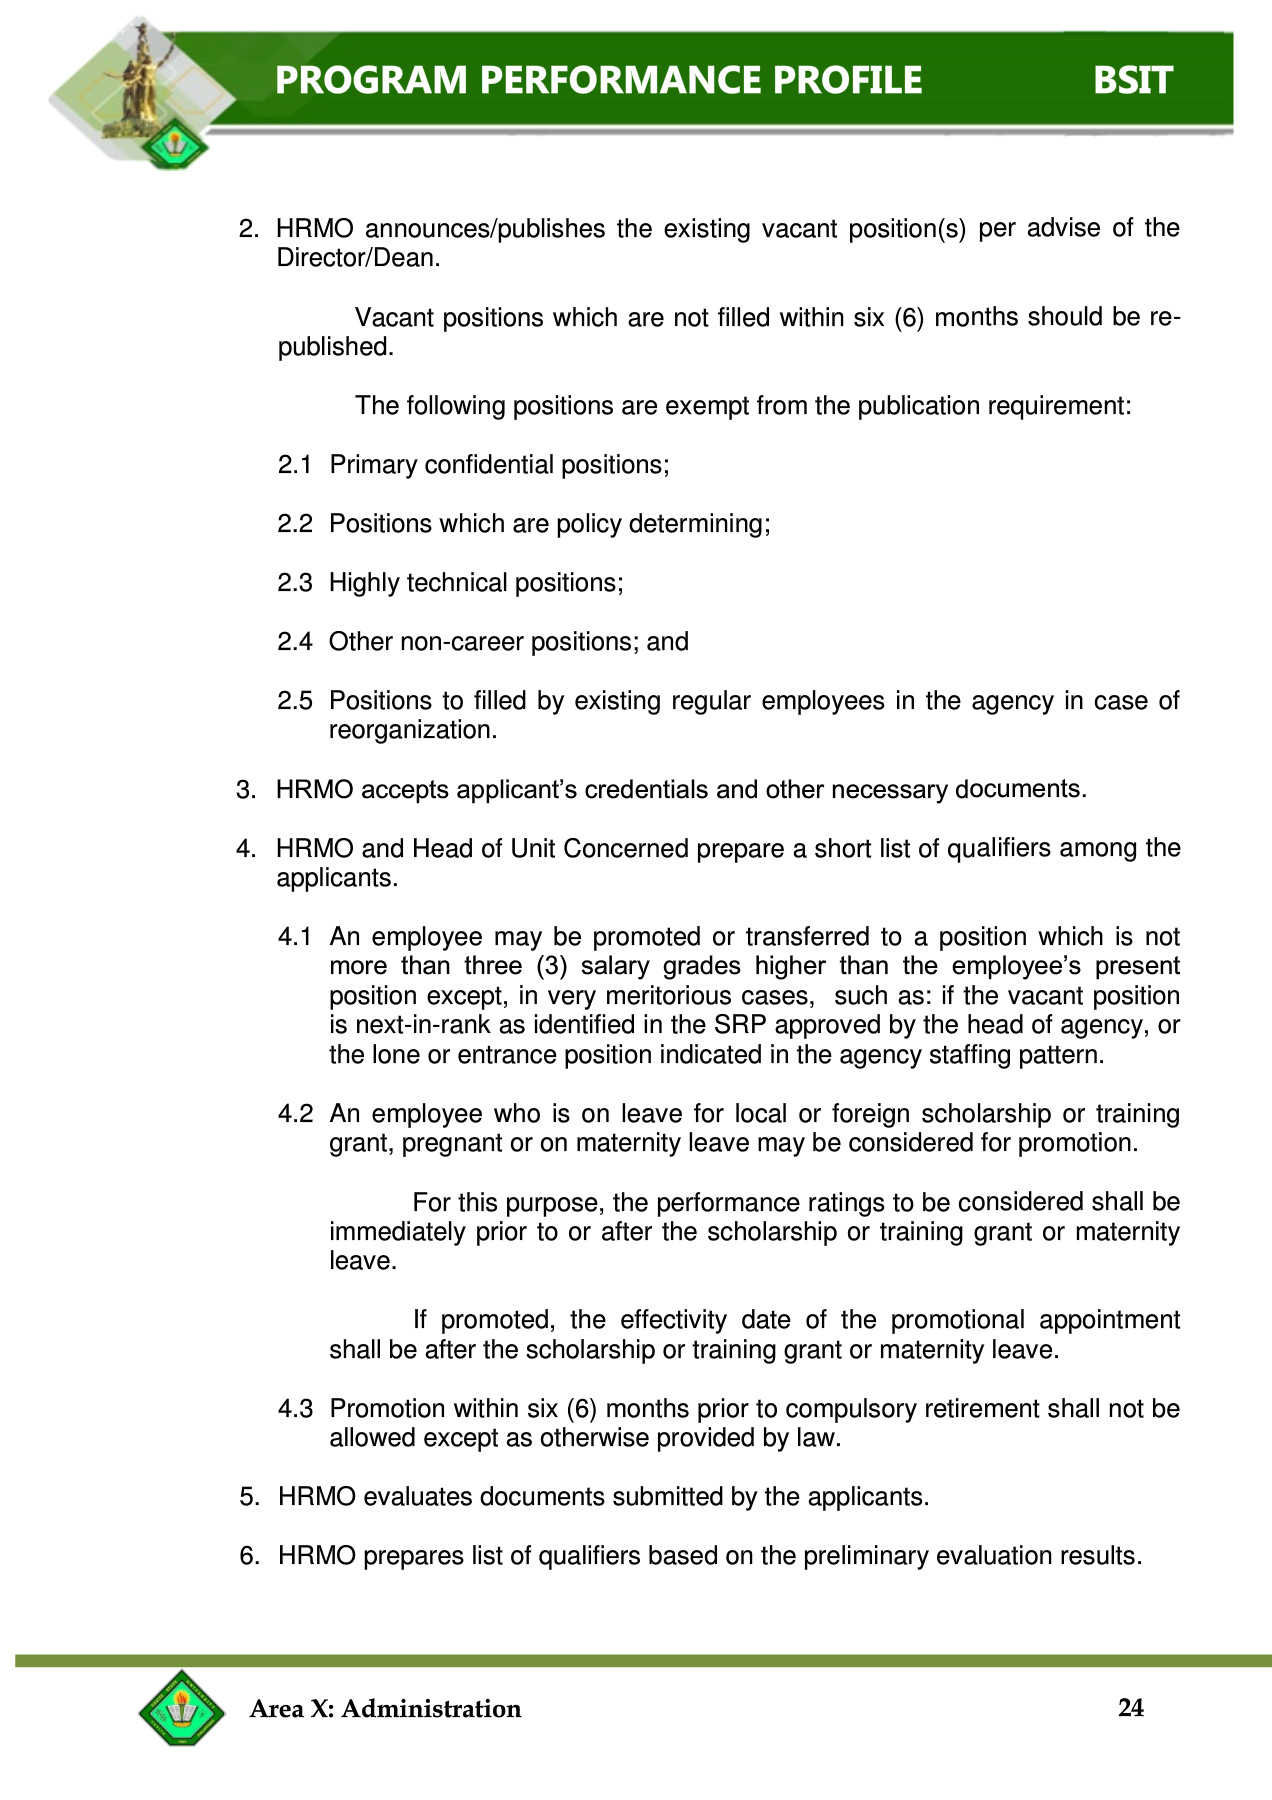 PROGRAM PERFORMANCE PROFILE BSIT
2. HRMO announces/publishes the existing vacant position(s) per advise of the
Director/Dean.
Vacant positions which are not filled within six (6) months should be re-
published.
The following positions are exempt from the publication requirement:
2.1 Primary confidential positions;
2.2 Positions which are policy determining;
2.3 Highly technical positions;
2.4 Other non-career positions; and
2.5 Positions to filled by existing regular employees in the agency in case of
reorganization.
3. HRMO accepts applicant’s credentials and other necessary documents.
4. HRMO and Head of Unit Concerned prepare a short list of qualifiers among the
applicants.
4.1 An employee may be promoted or transferred to a position which is not
more than three (3) salary grades higher than the employee’s present
position except, in very meritorious cases, such as: if the vacant position
is next-in-rank as identified in the SRP approved by the head of agency, or
the lone or entrance position indicated in the agency staffing pattern.
4.2 An employee who is on leave for local or foreign scholarship or training
grant, pregnant or on maternity leave may be considered for promotion.
For this purpose, the performance ratings to be considered shall be
immediately prior to or after the scholarship or training grant or maternity
leave.
If promoted, the effectivity date of the promotional appointment
shall be after the scholarship or training grant or maternity leave.
4.3 Promotion within six (6) months prior to compulsory retirement shall not be
allowed except as otherwise provided by law.
5. HRMO evaluates documents submitted by the applicants.
6. HRMO prepares list of qualifiers based on the preliminary evaluation results.
Area X: Administration 24